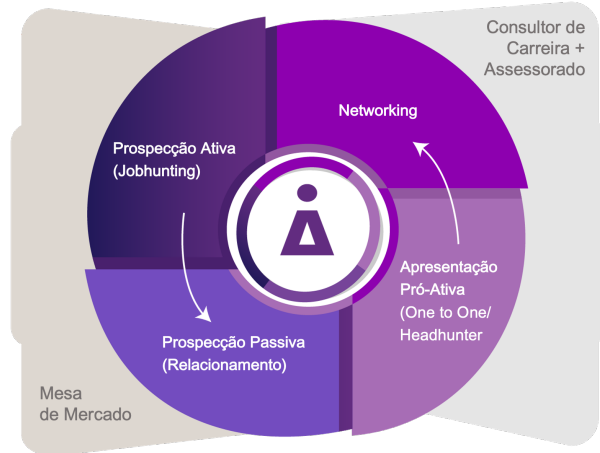 Consultor de
Carreira +
Assessorado
Networking
Prospecção Ativa
(Jobhunting)
Apresentação
Pró-Ativa
(One to One/
Headhunter
Prospecção Passiva
(Relacionamento)
Mesa
de Mercado